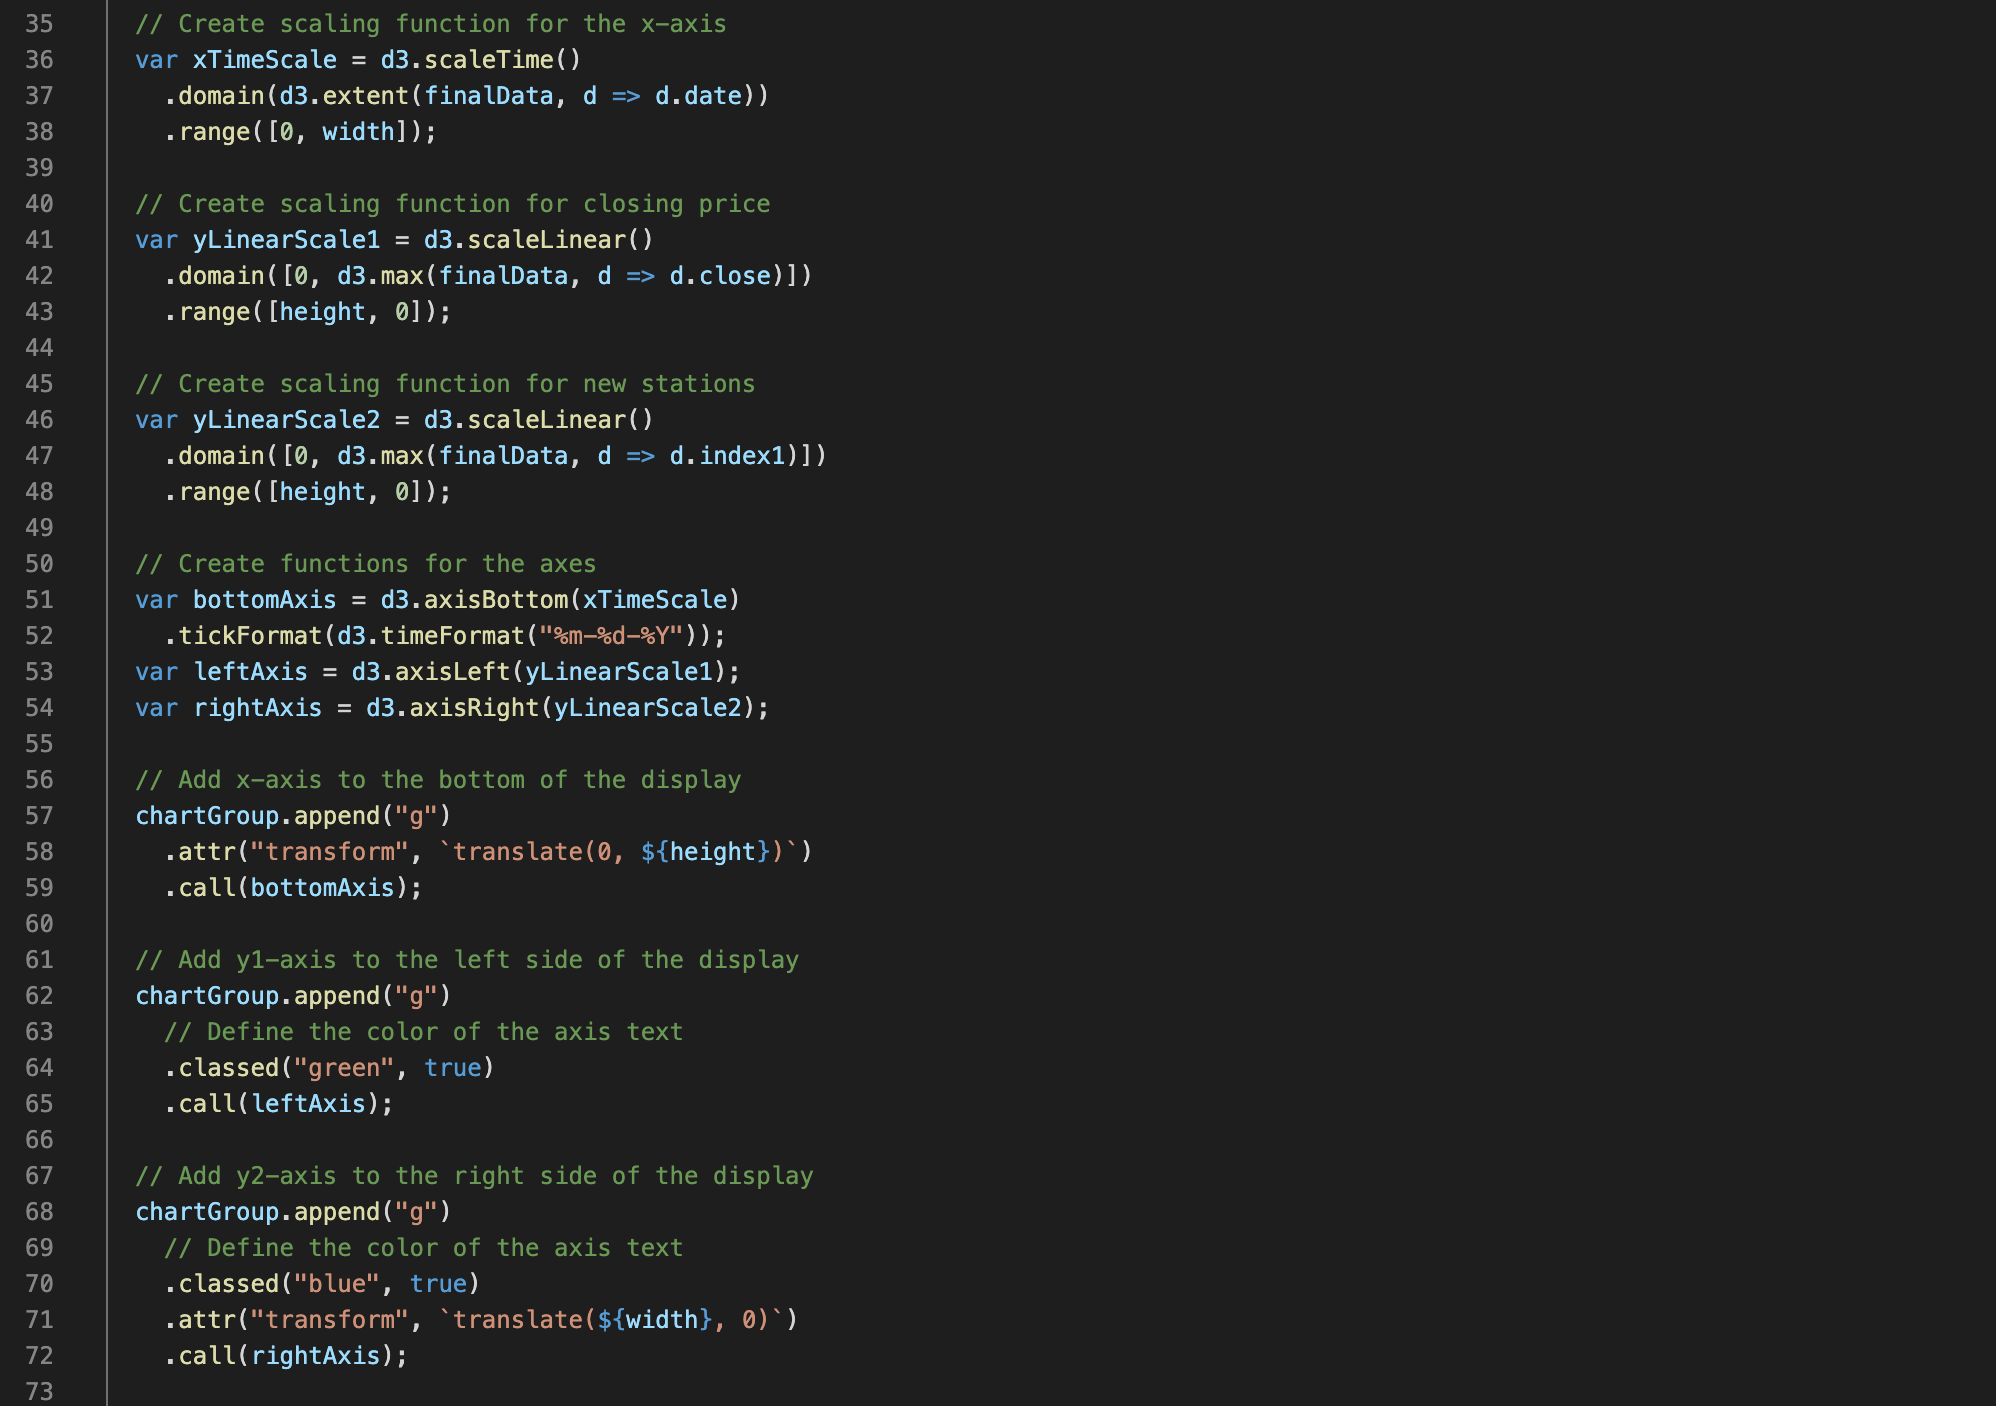 35 // Create scaling function for the x-axis
36 var xTimeScale = d3.scaleTime()
37   .domain(d3.extent(finalData, d => d.date))
38   .range([0, width]);
39
40 // Create scaling function for closing price
41 var yLinearScale1 = d3.scaleLinear()
42   .domain([0, d3.max(finalData, d => d.close)])
43   .range([height, 0]);
44
45 // Create scaling function for new stations
46 var yLinearScale2 = d3.scaleLinear()
47   .domain([0, d3.max(finalData, d => d.index1)])
48   .range([height, 0]);
49
50 // Create functions for the axes
51 var bottomAxis = d3.axisBottom(xTimeScale)
52   .tickFormat(d3.timeFormat("%m-%d-%Y"));
53 var leftAxis = d3.axisLeft(yLinearScale1);
54 var rightAxis = d3.axisRight(yLinearScale2);
55
56 // Add x-axis to the bottom of the display
57 chartGroup.append("g")
58   .attr("transform", `translate(0, ${height})`)
59   .call(bottomAxis);
60
61 // Add y1-axis to the left side of the display
62 chartGroup.append("g")
63   // Define the color of the axis text
64   .classed("green", true)
65   .call(leftAxis);
66
67 // Add y2-axis to the right side of the display
68 chartGroup.append("g")
69   // Define the color of the axis text
70   .classed("blue", true)
71   .attr("transform", `translate(${width}, 0)`)
72   .call(rightAxis);
73